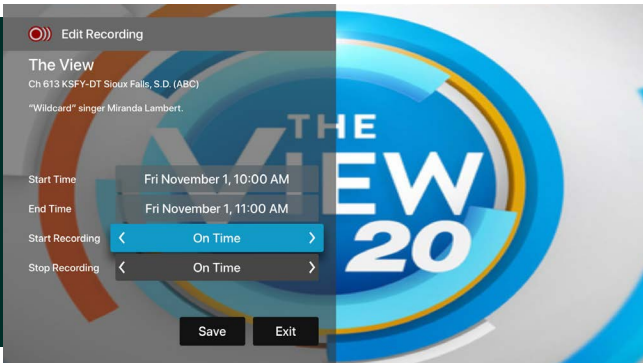 Edit Recording
The View
Ch 613 KSFY-DT Sioux Falls, S.D. (ABC)
"Wildcard" singer Miranda Lambert.
Start Time Fri November 1, 10:00 AM
End Time Fri November 1, 11:00 AM
Start Recording < On Time >
Stop Recording < On Time >
Save Exit
THE
VIEW
20